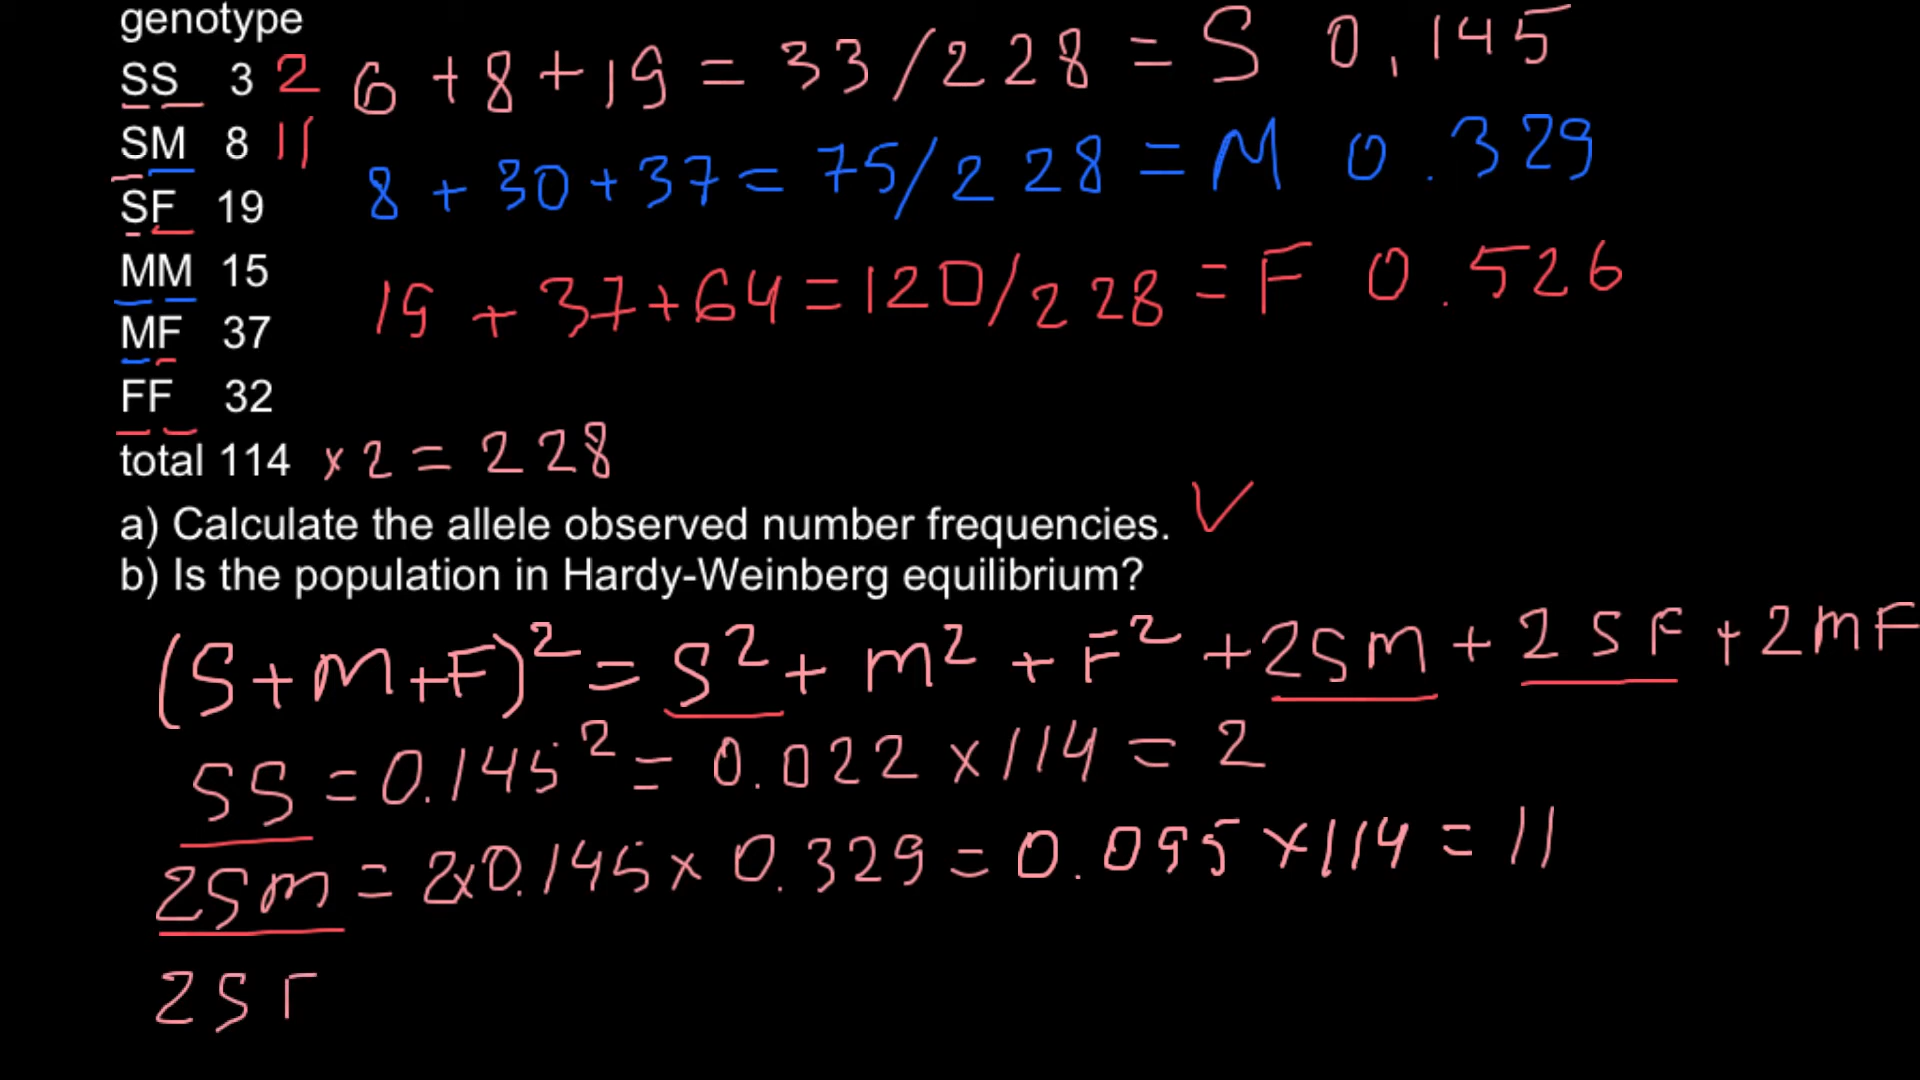 genotype
SS 3 2 6 + 8 + 19 = 33 / 228 = S 0,145
SM 8 11 8 + 30 + 37 = 75 / 228 = M 0.329
SF 19
MM 15 19 + 37 + 64 = 120 / 228 = F 0.526
MF 37
FF 32
total 114 x 2 = 228
a) Calculate the allele observed number frequencies. ✓
b) Is the population in Hardy-Weinberg equilibrium?
(S+M+F)² = S² + m² + F² + 2SM + 2SF + 2MF
SS = 0.145² = 0.022 x 114 = 2
2Sm = 2x0.145 x 0.329 = 0.095 x 114 = 11
2S